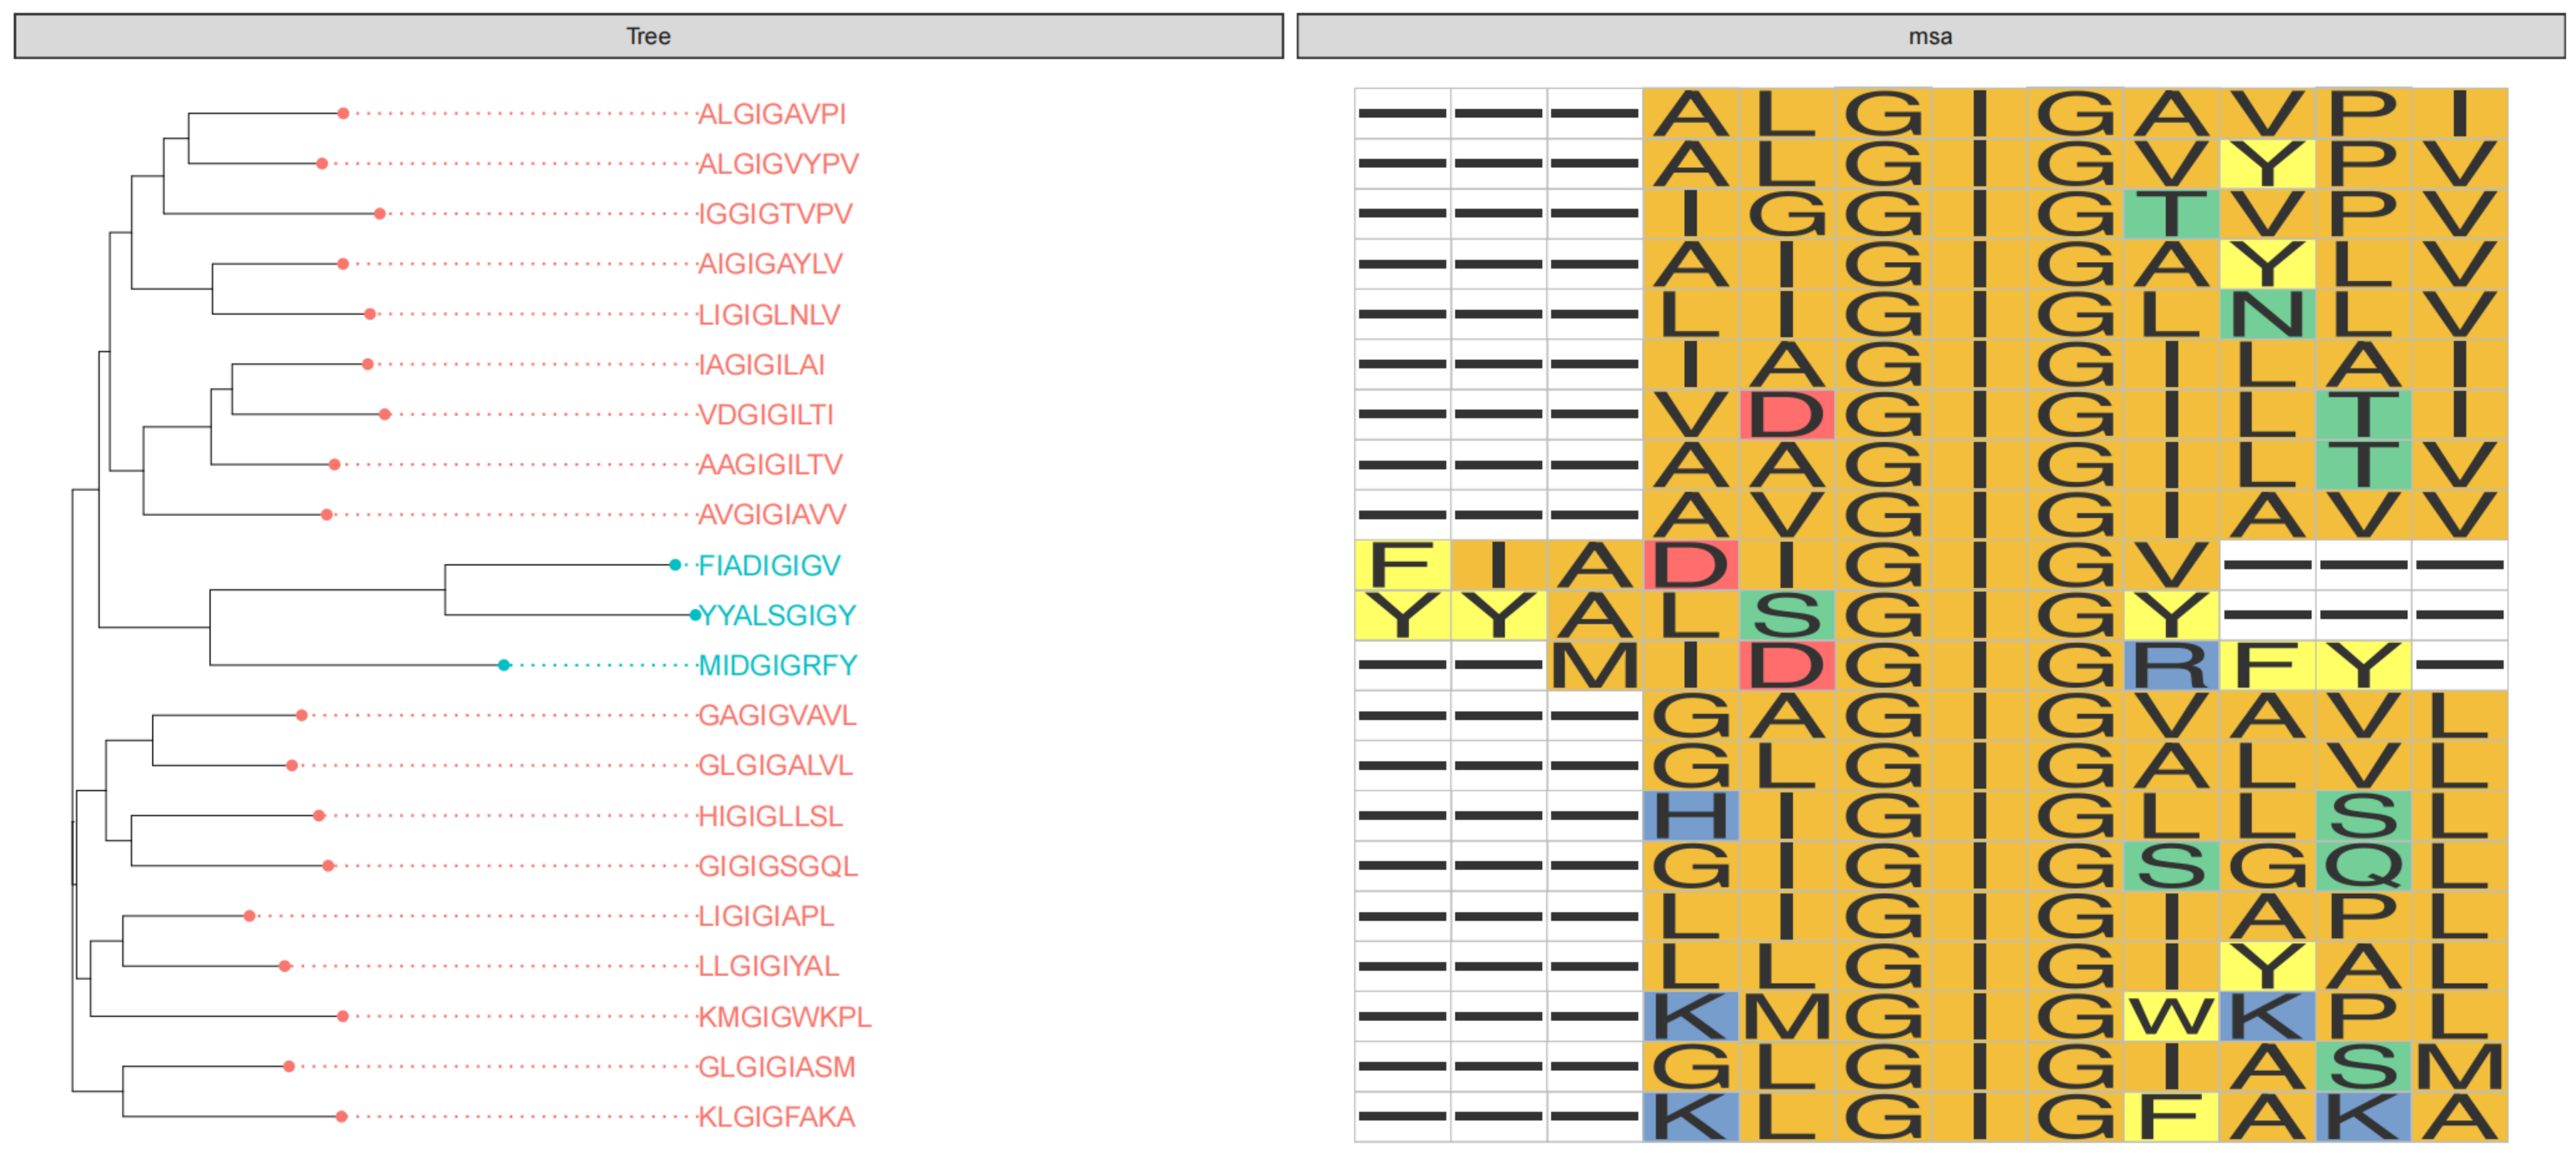 Tree msa
ALGIGAVPI — — — A L G I G A V P I
ALGIGVYPV — — — A L G I G V Y P V
IGGIGTVPV — — — I G G I G T V P V
AIGIGAYLV — — — A I G I G A Y L V
LIGIGLNLV — — — L I G I G L N L V
IAGIGILAI — — — I A G I G I L A I
VDGIGILTI — — — V D G I G I L T I
AAGIGILTV — — — A A G I G I L T V
AVGIGIAVV — — — A V G I G I A V V
FIADIGIGV F I A D I G I G V — — —
YYALSGIGY Y Y A L S G I G Y — — —
MIDGIGRFY — — M I D G I G R F Y —
GAGIGVAVL — — — G A G I G V A V L
GLGIGALVL — — — G L G I G A L V L
HIGIGLLSL — — — H I G I G L L S L
GIGIGSGQL — — — G I G I G S G Q L
LIGIGIAPL — — — L I G I G I A P L
LLGIGIYAL — — — L L G I G I Y A L
KMGIGWKPL — — — K M G I G W K P L
GLGIGIASM — — — G L G I G I A S M
KLGIGFAKA — — — K L G I G F A K A